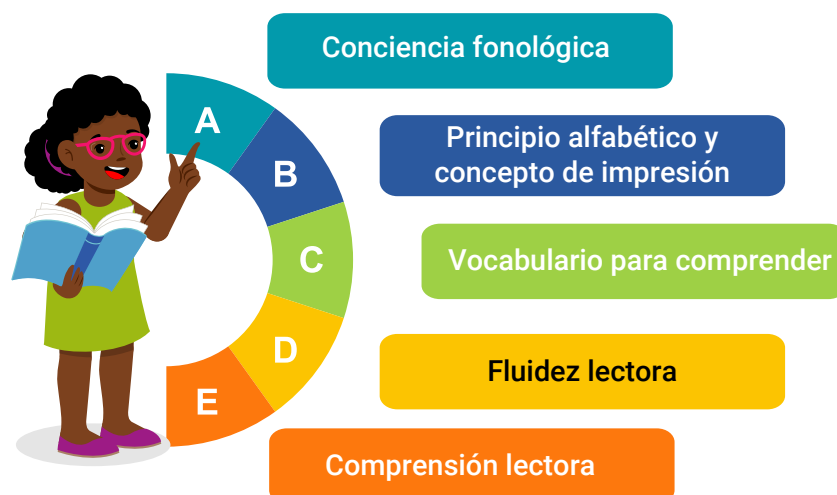 A
Conciencia fonológica
B
Principio alfabético y
concepto de impresión
C
Vocabulario para comprender
D
Fluidez lectora
E
Comprensión lectora